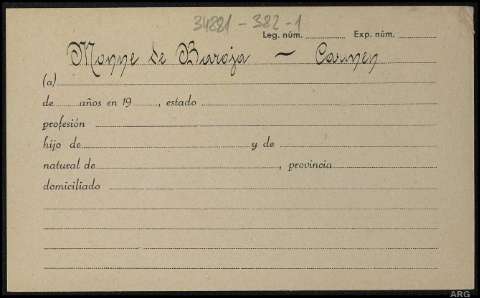 34881-382-1
Leg. núm. Exp. núm.
Monne de Baroja — Carmen
(a)
de años en 19 , estado
profesión
hijo de y de
natural de , provincia
domiciliado
ARG